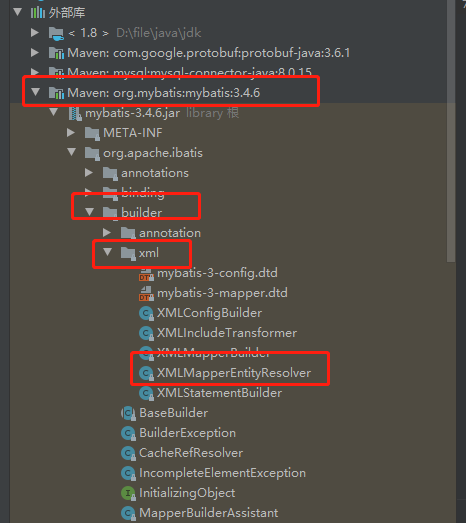 外部库
< 1.8 > D:\file\java\jdk
Maven: com.google.protobuf:protobuf-java:3.6.1
Maven: mysql:mysql-connector-java:8.0.15
Maven: org.mybatis:mybatis:3.4.6
mybatis-3.4.6.jar library 根
META-INF
org.apache.ibatis
annotations
binding
builder
annotation
xml
mybatis-3-config.dtd
mybatis-3-mapper.dtd
XMLConfigBuilder
XMLIncludeTransformer
XMLMapperBuilder
XMLMapperEntityResolver
XMLStatementBuilder
BaseBuilder
BuilderException
CacheRefResolver
IncompleteElementException
InitializingObject
MapperBuilderAssistant